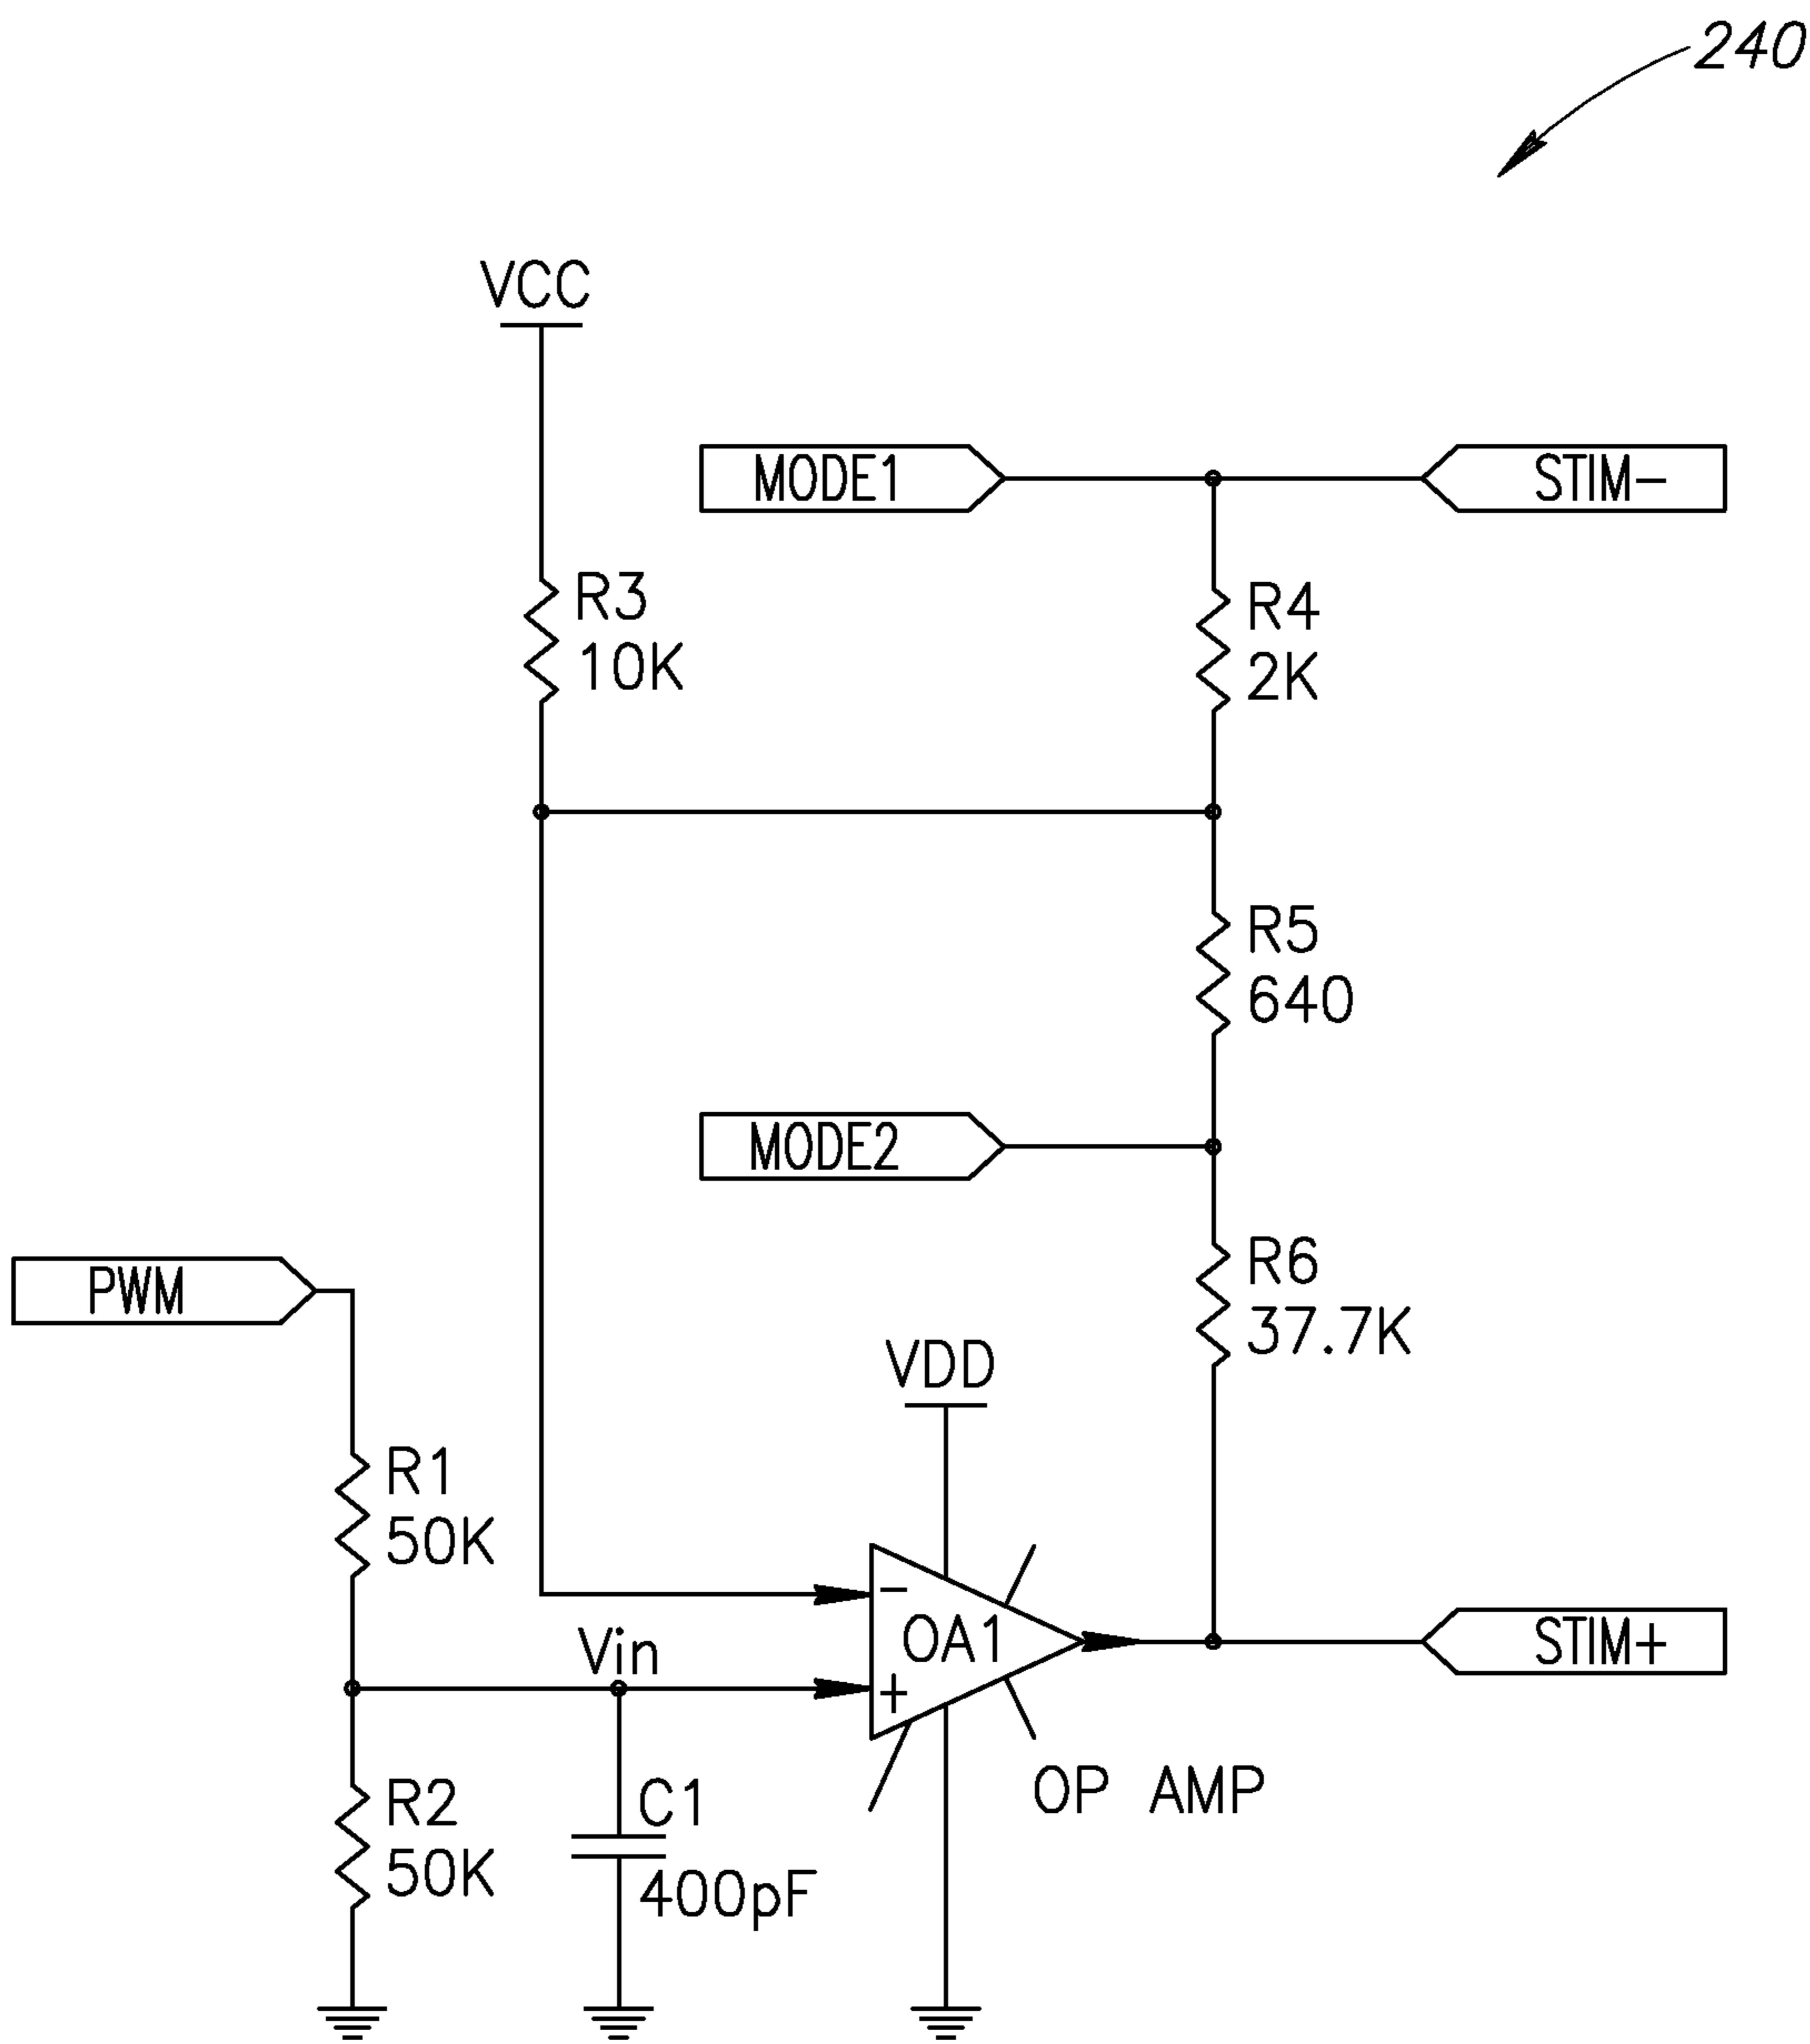 240
VCC
MODE1
STIM-
R3
10K
R4
2K
R5
640
MODE2
PWM
R6
37.7K
VDD
R1
50K
-
OA1
STIM+
Vin
+
OP AMP
R2
50K
C1
400pF